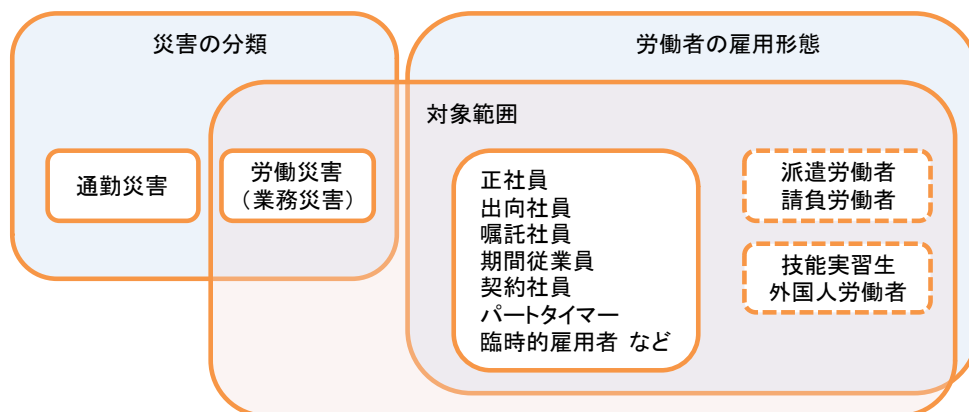 災害の分類
労働者の雇用形態
対象範囲
通勤災害
労働災害
（業務災害）
正社員
出向社員
嘱託社員
期間従業員
契約社員
パートタイマー
臨時的雇用者 など
派遣労働者
請負労働者
技能実習生
外国人労働者